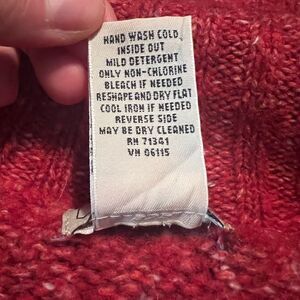 HAND WASH COLD
INSIDE OUT
MILD DETERGENT
ONLY NON-CHLORINE
BLEACH IF NEEDED
RESHAPE AND DRY FLAT
COOL IRON IF NEEDED
REVERSE SIDE
MAY BE DRY CLEANED
RN 71341
VN 06115